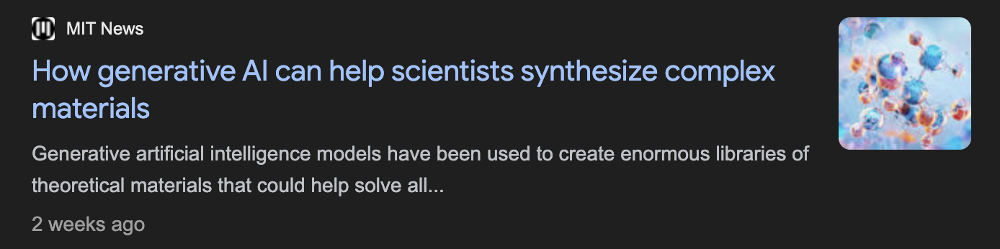 MIT News
How generative AI can help scientists synthesize complex
materials
Generative artificial intelligence models have been used to create enormous libraries of
theoretical materials that could help solve all...
2 weeks ago